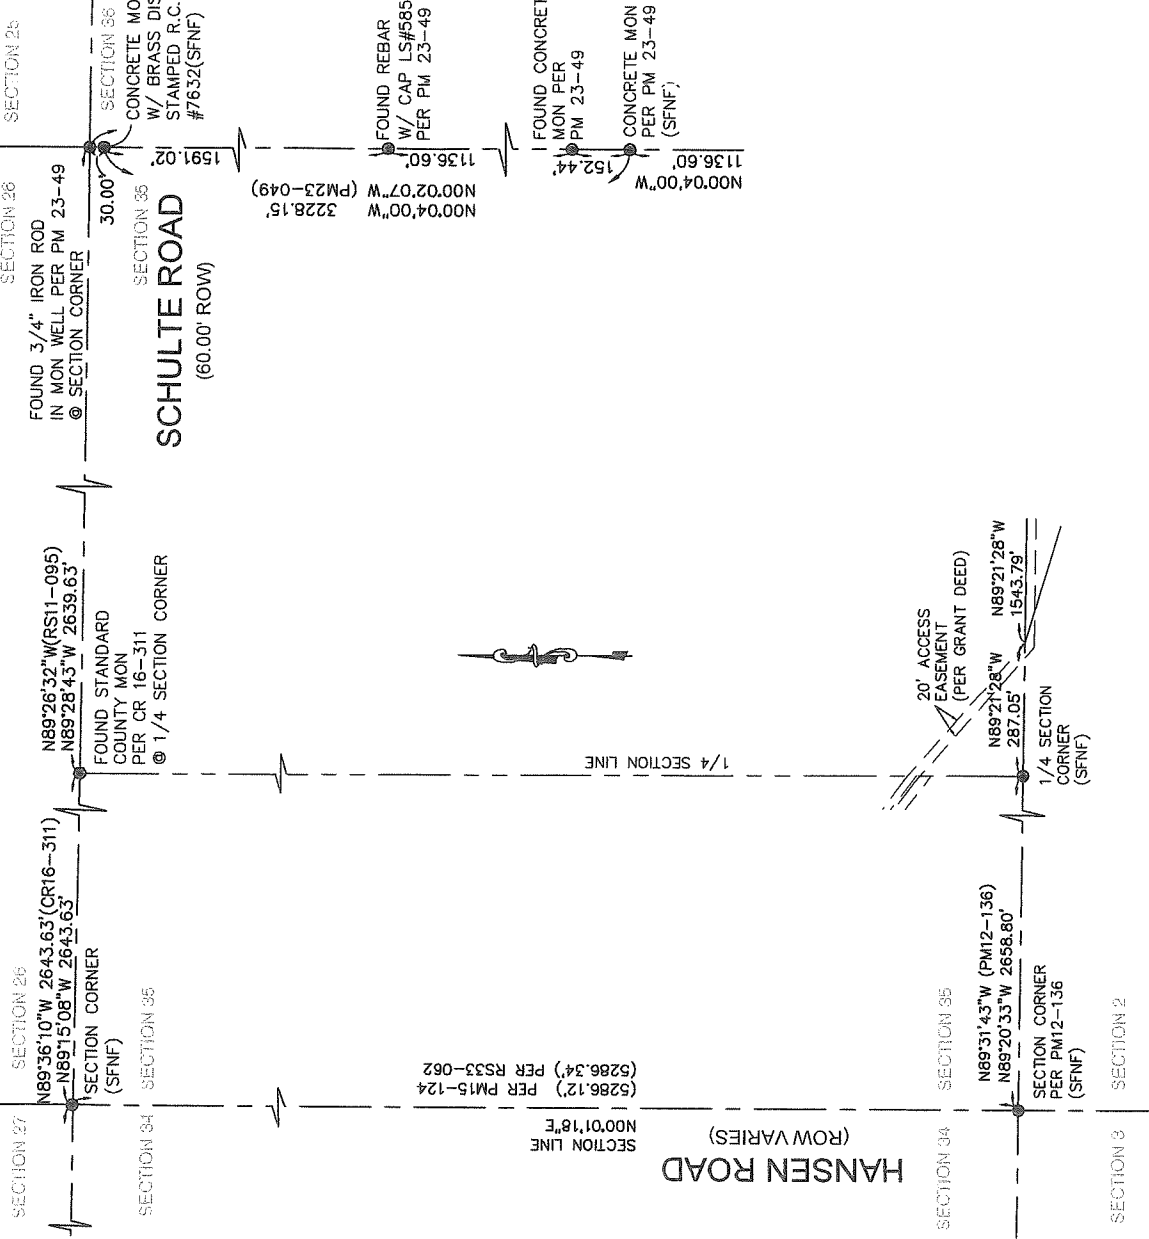 SECTION 27
SECTION 26
N89°36'10"W 2643.63'(CR16-311)
N89°15'08"W 2643.63'
SECTION CORNER
(SFNF)
SECTION 34
SECTION 35
N89°26'32"W(RS11-095)
N89°28'43"W 2639.63'
FOUND STANDARD
COUNTY MON
PER CR 16-311
@ 1/4 SECTION CORNER
FOUND 3/4" IRON ROD
IN MON WELL PER PM 23-49
@ SECTION CORNER
SECTION 26
SECTION 25
SECTION 35
SECTION 36
30.00'
CONCRETE
W/ BRASS
STAMPED R.C.
#7632(SFNF)
SCHULTE ROAD
(60.00' ROW)
1591.02'
FOUND REBAR
W/ CAP
PER PM 23-49
1136.60'
N00°02'07"W (PM23-049)
N00°04'00"W 3228.15'
FOUND
MON PER
PM 23-49
152.44'
CONCRETE MON
PER PM 23-49
(SFNF)
N00°04'00"W
1136.60'
1/4 SECTION LINE
20' ACCESS
EASEMENT
(PER GRANT DEED)
N89°21'28"W
287.05'
N89°21'28"W
1543.79'
1/4 SECTION
CORNER
(SFNF)
SECTION LINE
N00°01'18"E
(5286.12') PER PM15-124
(5286.34') PER RS33-062
HANSEN ROAD
(ROW VARIES)
SECTION 34
SECTION 35
N89°31'43"W (PM12-136)
N89°20'33"W 2658.80'
SECTION CORNER
PER PM12-136
(SFNF)
SECTION 3
SECTION 2